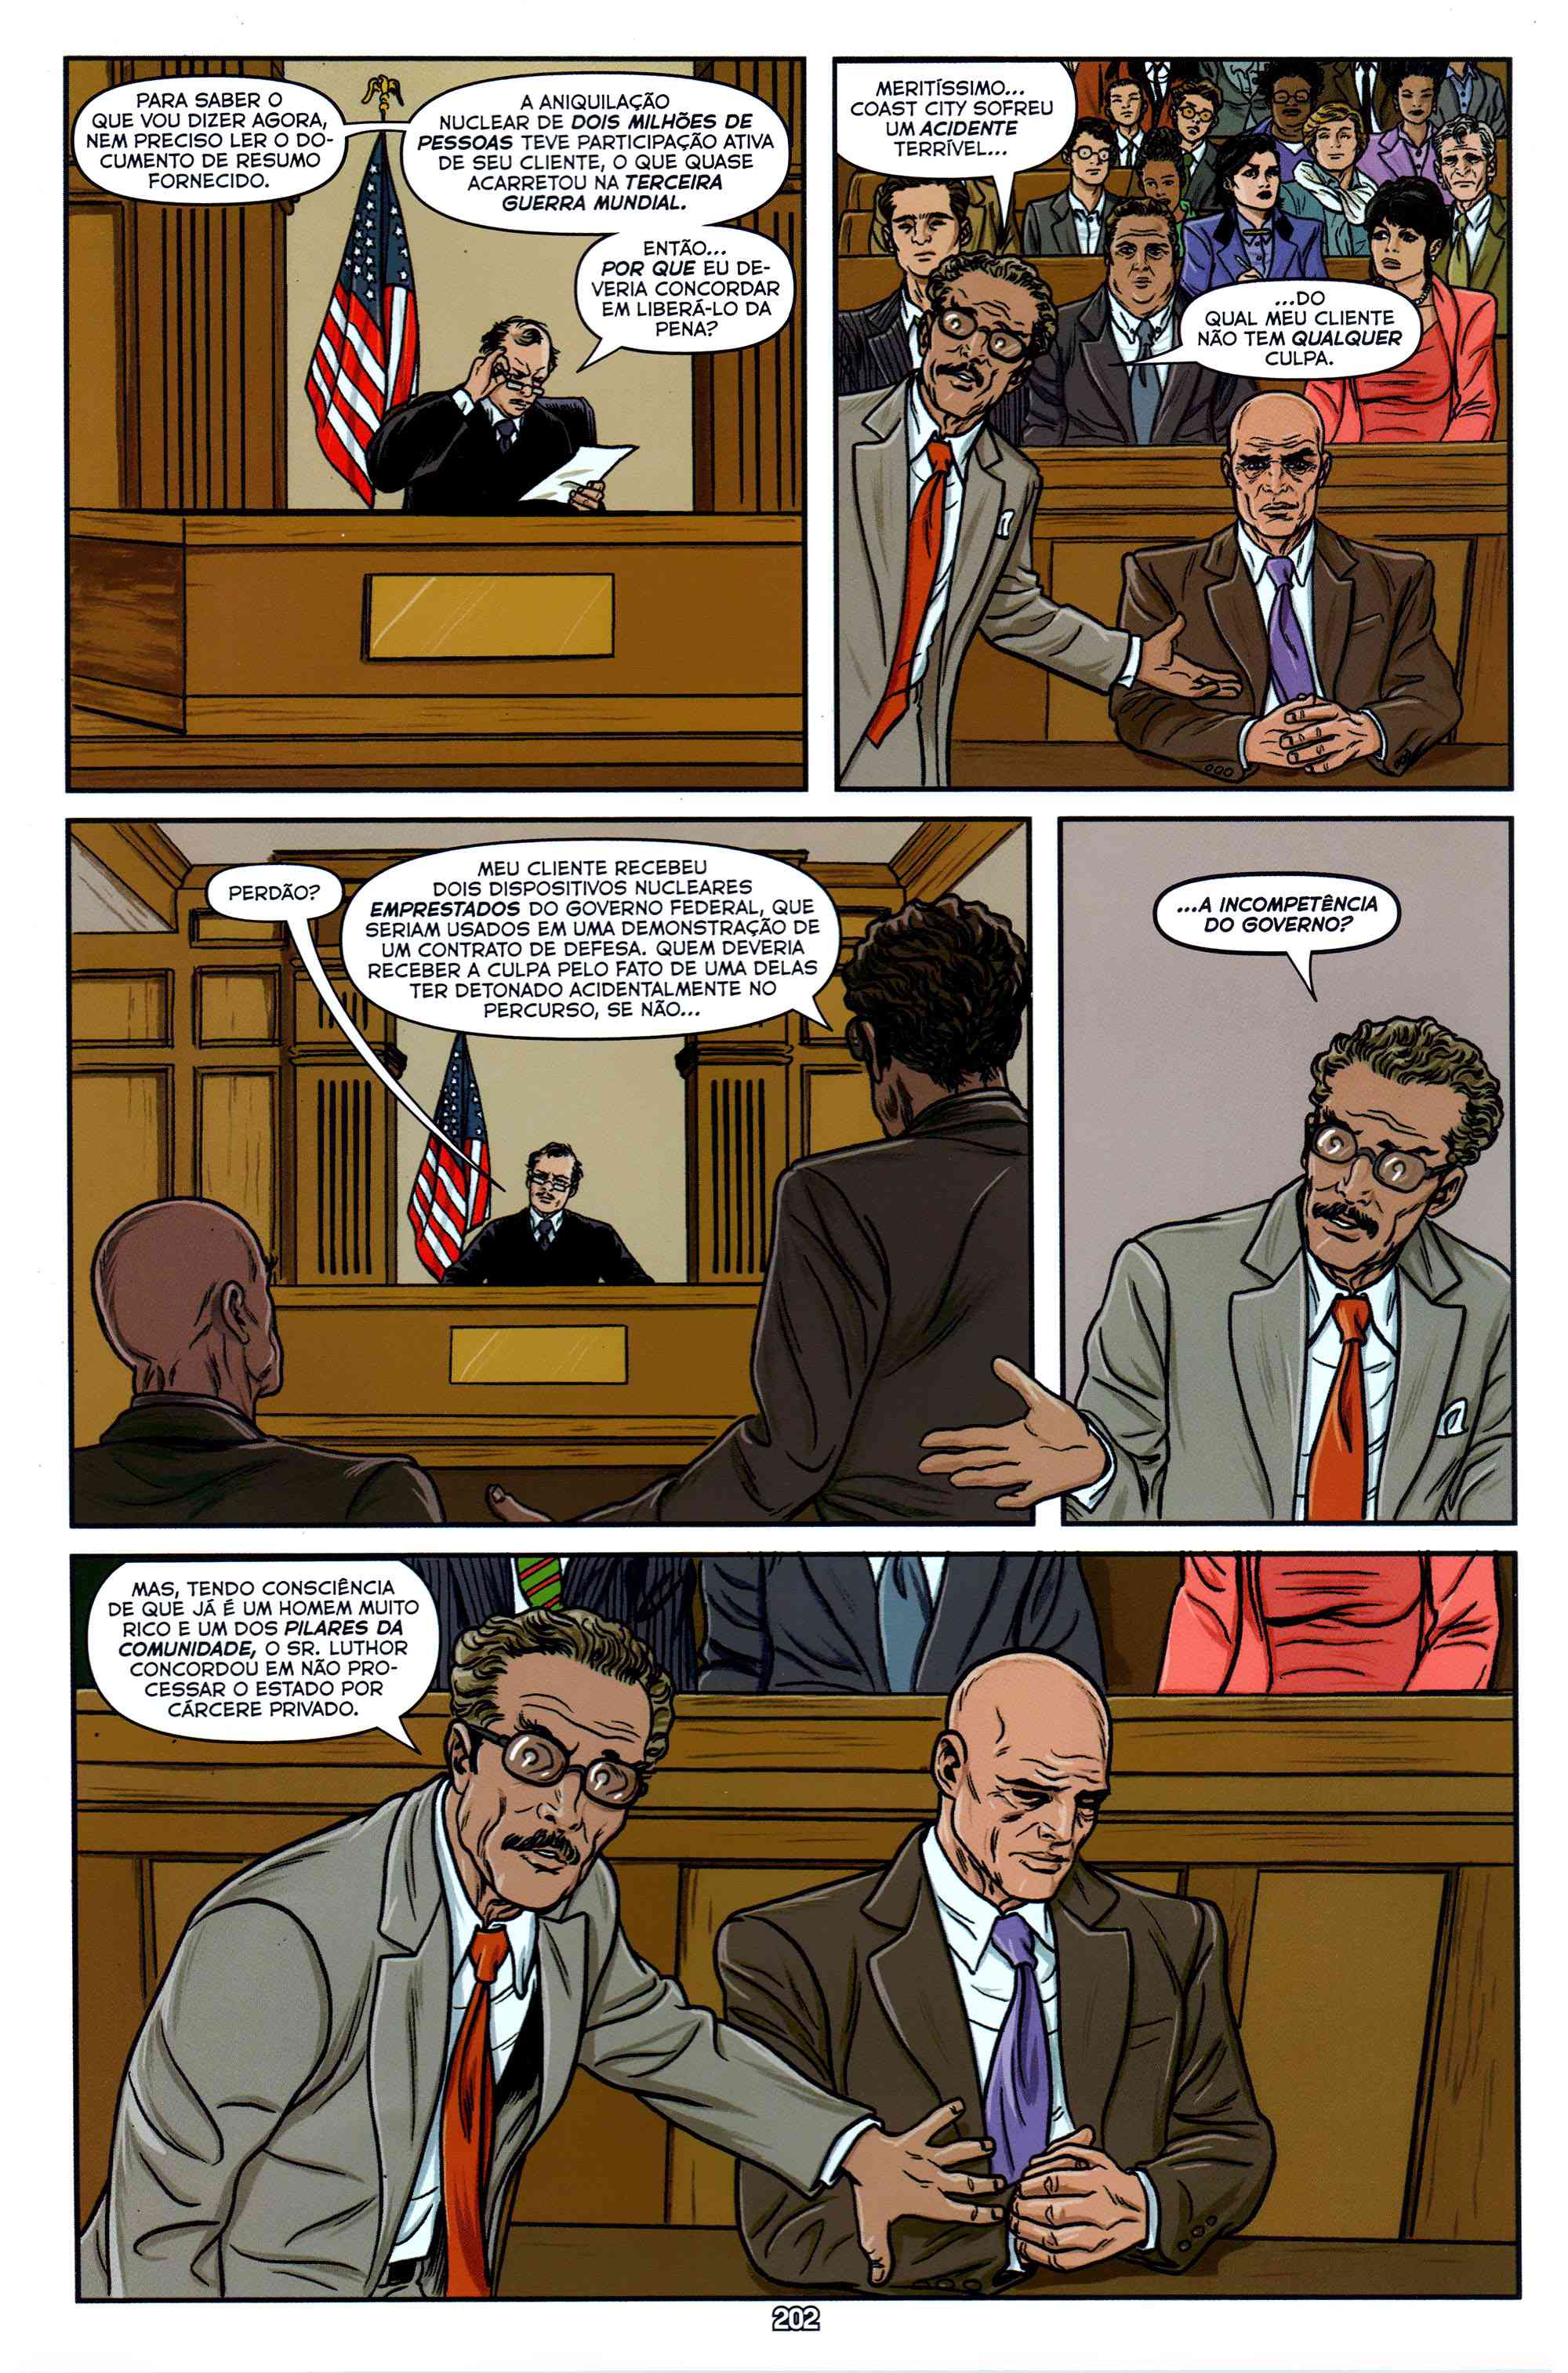 PARA SABER O
QUE VOU DIZER AGORA,
NEM PRECISO LER O DO-
CUMENTO DE RESUMO
FORNECIDO.
A ANIQUILAÇÃO
NUCLEAR DE DOIS MILHÕES DE
PESSOAS TEVE PARTICIPAÇÃO ATIVA
DE SEU CLIENTE, O QUE QUASE
ACARRETOU NA TERCEIRA
GUERRA MUNDIAL.
ENTÃO...
POR QUE EU DE-
VERIA CONCORDAR
EM LIBERÁ-LO DA
PENA?
MERITÍSSIMO...
COAST CITY SOFREU
UM ACIDENTE
TERRÍVEL...
...DO
QUAL MEU CLIENTE
NÃO TEM QUALQUER
CULPA.
PERDÃO?
MEU CLIENTE RECEBEU
DOIS DISPOSITIVOS NUCLEARES
EMPRESTADOS DO GOVERNO FEDERAL, QUE
SERIAM USADOS EM UMA DEMONSTRAÇÃO DE
UM CONTRATO DE DEFESA. QUEM DEVERIA
RECEBER A CULPA PELO FATO DE UMA DELAS
TER DETONADO ACIDENTALMENTE NO
PERCURSO, SE NÃO...
...A INCOMPETÊNCIA
DO GOVERNO?
MAS, TENDO CONSCIÊNCIA
DE QUE JÁ É UM HOMEM MUITO
RICO E UM DOS PILARES DA
COMUNIDADE, O SR. LUTHOR
CONCORDOU EM NÃO PRO-
CESSAR O ESTADO POR
CÁRCERE PRIVADO.
202